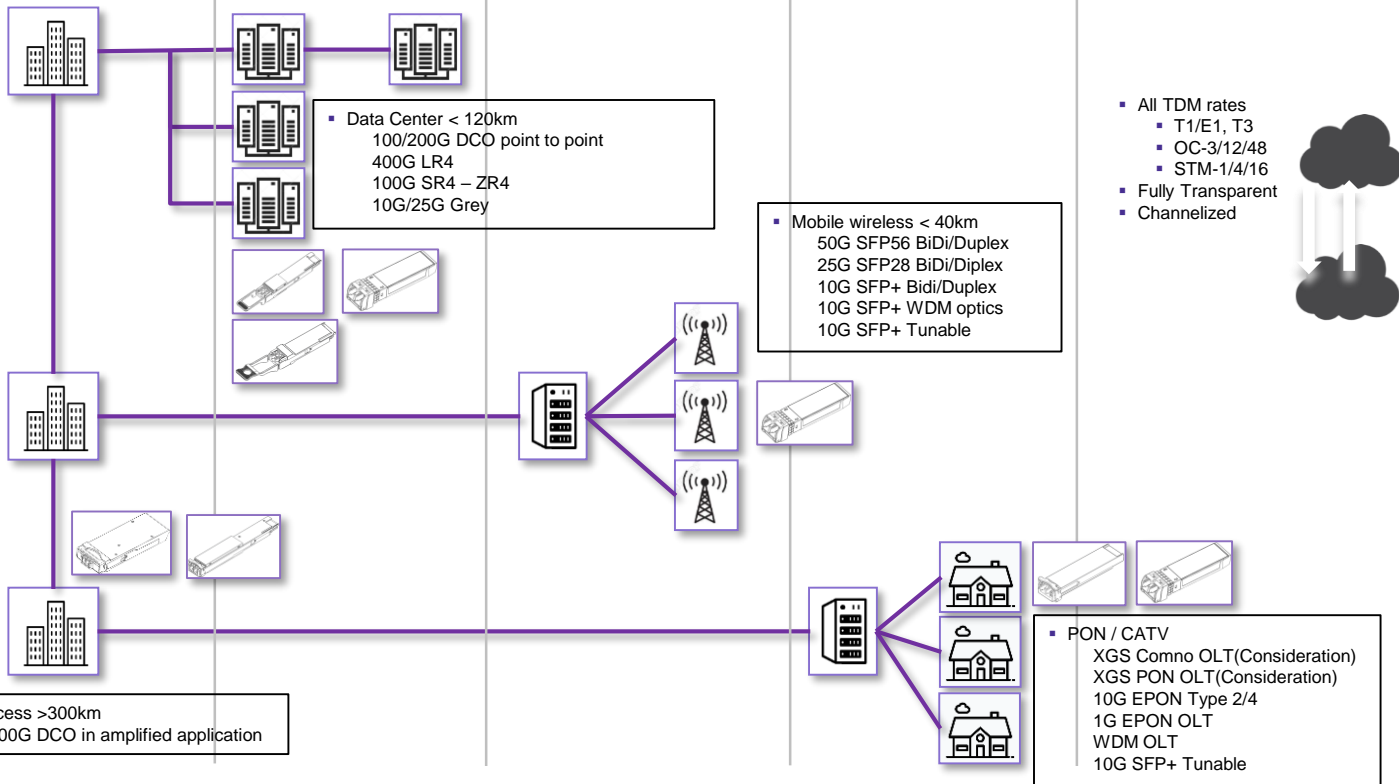 Data Center < 120km
100/200G DCO point to point
400G LR4
100G SR4 – ZR4
10G/25G Grey
All TDM rates
T1/E1, T3
OC-3/12/48
STM-1/4/16
Fully Transparent
Channelized
Mobile wireless < 40km
50G SFP56 BiDi/Duplex
25G SFP28 BiDi/Diplex
10G SFP+ Bidi/Duplex
10G SFP+ WDM optics
10G SFP+ Tunable
PON / CATV
XGS Comno OLT(Consideration)
XGS PON OLT(Consideration)
10G EPON Type 2/4
1G EPON OLT
WDM OLT
10G SFP+ Tunable
>300km
DCO in amplified application